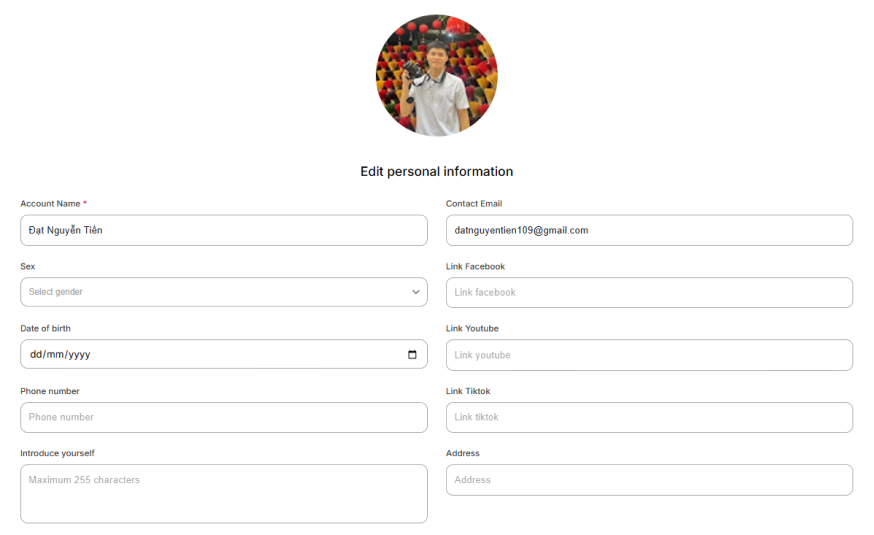 Edit personal information
Account Name *
Đạt Nguyễn Tiến
Contact Email
datnguyentien109@gmail.com
Sex
Select gender
Link Facebook
Link facebook
Date of birth
dd/mm/yyyy
Link Youtube
Link youtube
Phone number
Phone number
Link Tiktok
Link tiktok
Introduce yourself
Maximum 255 characters
Address
Address